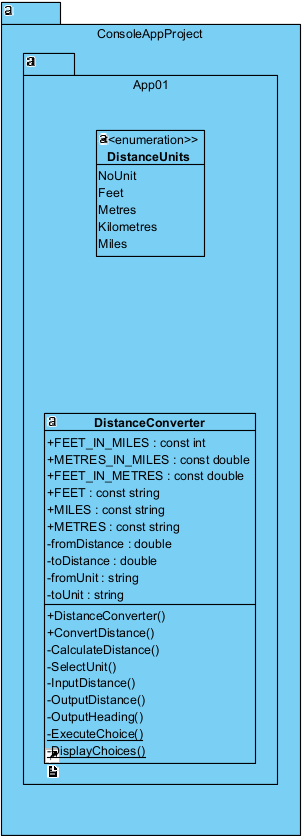 a
ConsoleAppProject
a
App01
a<<enumeration>>
DistanceUnits
NoUnit
Feet
Metres
Kilometres
Miles
a
DistanceConverter
+FEET_IN_MILES : const int
+METRES_IN_MILES : const double
+FEET_IN_METRES : const double
+FEET : const string
+MILES : const string
+METRES : const string
-fromDistance : double
-toDistance : double
-fromUnit : string
-toUnit : string
+DistanceConverter()
+ConvertDistance()
-CalculateDistance()
-SelectUnit()
-InputDistance()
-OutputDistance()
-OutputHeading()
-ExecuteChoice()
-DisplayChoices()